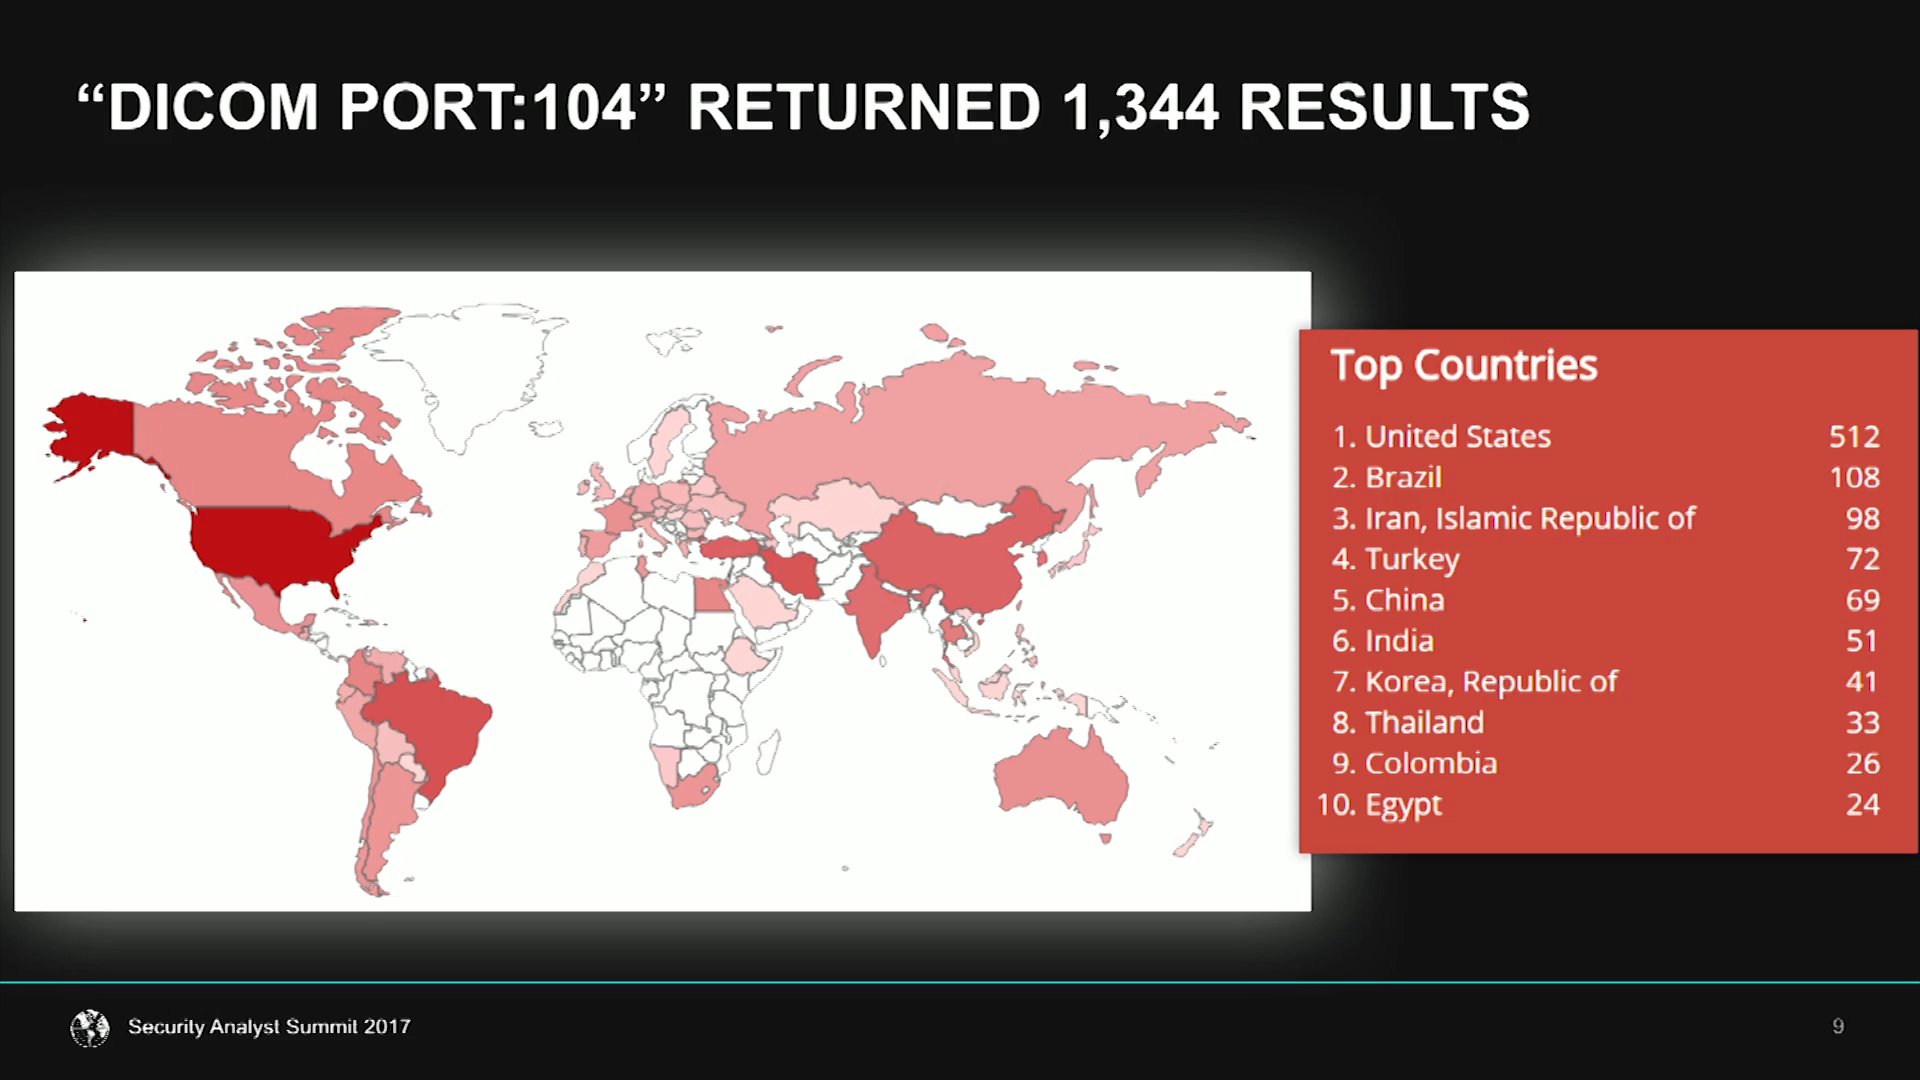 “DICOM PORT:104” RETURNED 1,344 RESULTS
Top Countries
1. United States 512
2. Brazil 108
3. Iran, Islamic Republic of 98
4. Turkey 72
5. China 69
6. India 51
7. Korea, Republic of 41
8. Thailand 33
9. Colombia 26
10. Egypt 24
Security Analyst Summit 2017
9